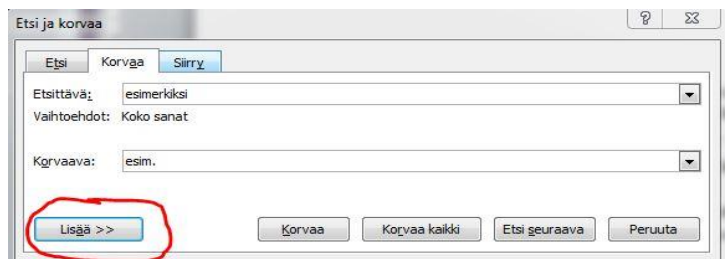 Etsi ja korvaa
Etsi Korvaa Siirry
Etsittävä: esimerkiksi
Vaihtoehdot: Koko sanat
Korvaava: esim.
Lisää >> Korvaa Korvaa kaikki Etsi seuraava Peruuta